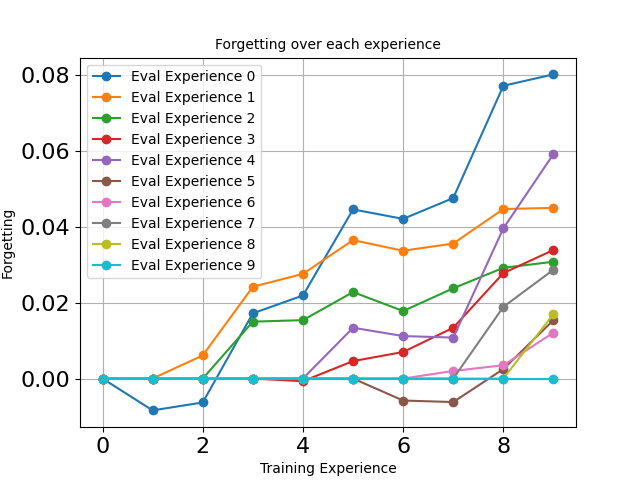 Forgetting over each experience
0.08
0.06
0.04
0.02
0.00
Forgetting
Eval Experience 0
Eval Experience 1
Eval Experience 2
Eval Experience 3
Eval Experience 4
Eval Experience 5
Eval Experience 6
Eval Experience 7
Eval Experience 8
Eval Experience 9
0 2 4 6 8
Training Experience